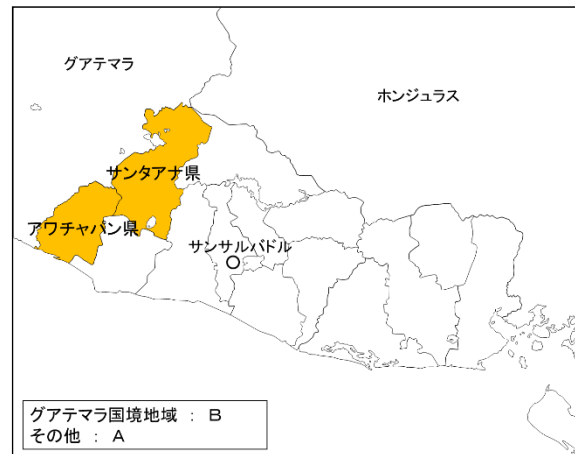 グアテマラ
ホンジュラス
サンタアナ県
アワチャパン県
サンサルバドル
グアテマラ国境地域 : B
その他 : A